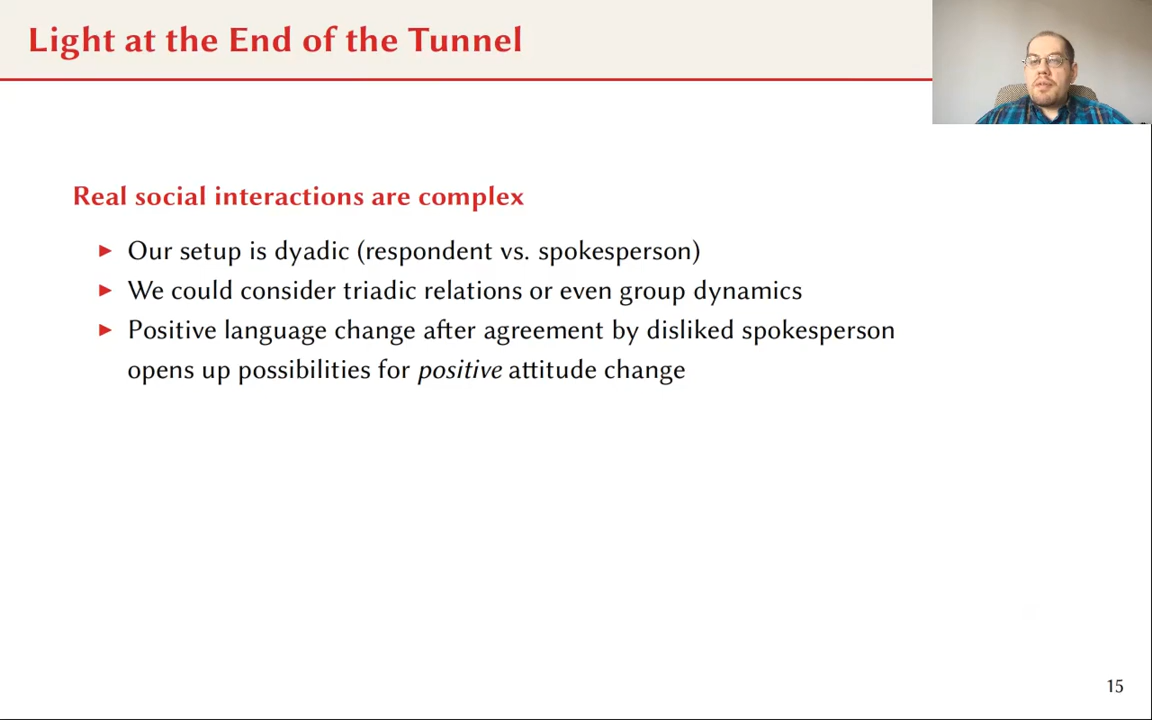 Light at the End of the Tunnel
Real social interactions are complex
▶ Our setup is dyadic (respondent vs. spokesperson)
▶ We could consider triadic relations or even group dynamics
▶ Positive language change after agreement by disliked spokesperson
opens up possibilities for positive attitude change
15